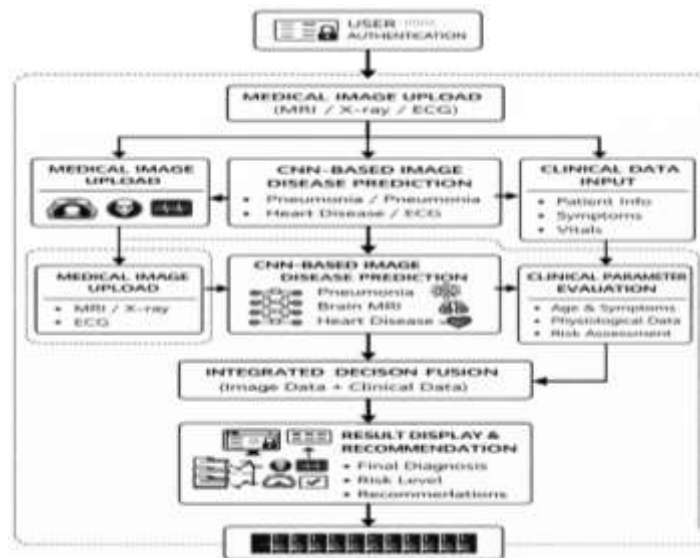 USER
AUTHENTICATION
MEDICAL IMAGE UPLOAD
(MRI / X-ray / ECG)
MEDICAL IMAGE
UPLOAD
CNN-BASED IMAGE
DISEASE PREDICTION
• Pneumonia / Pneumonia
• Heart Disease / ECG
CLINICAL DATA
INPUT
• Patient Info
• Symptoms
• Vitals
MEDICAL IMAGE
UPLOAD
• MRI / X-ray
• ECG
CNN-BASED IMAGE
DISEASE PREDICTION
Pneumonia
Brain MRI
Heart Disease
CLINICAL PARAMETER
EVALUATION
• Age & Symptoms
• Physiological Data
• Risk Assessment
INTEGRATED DECISON FUSION
(Image Data + Clinical Data)
RESULT DISPLAY &
RECOMMENDATION
• Final Diagnosis
• Risk Level
• Recommerlations